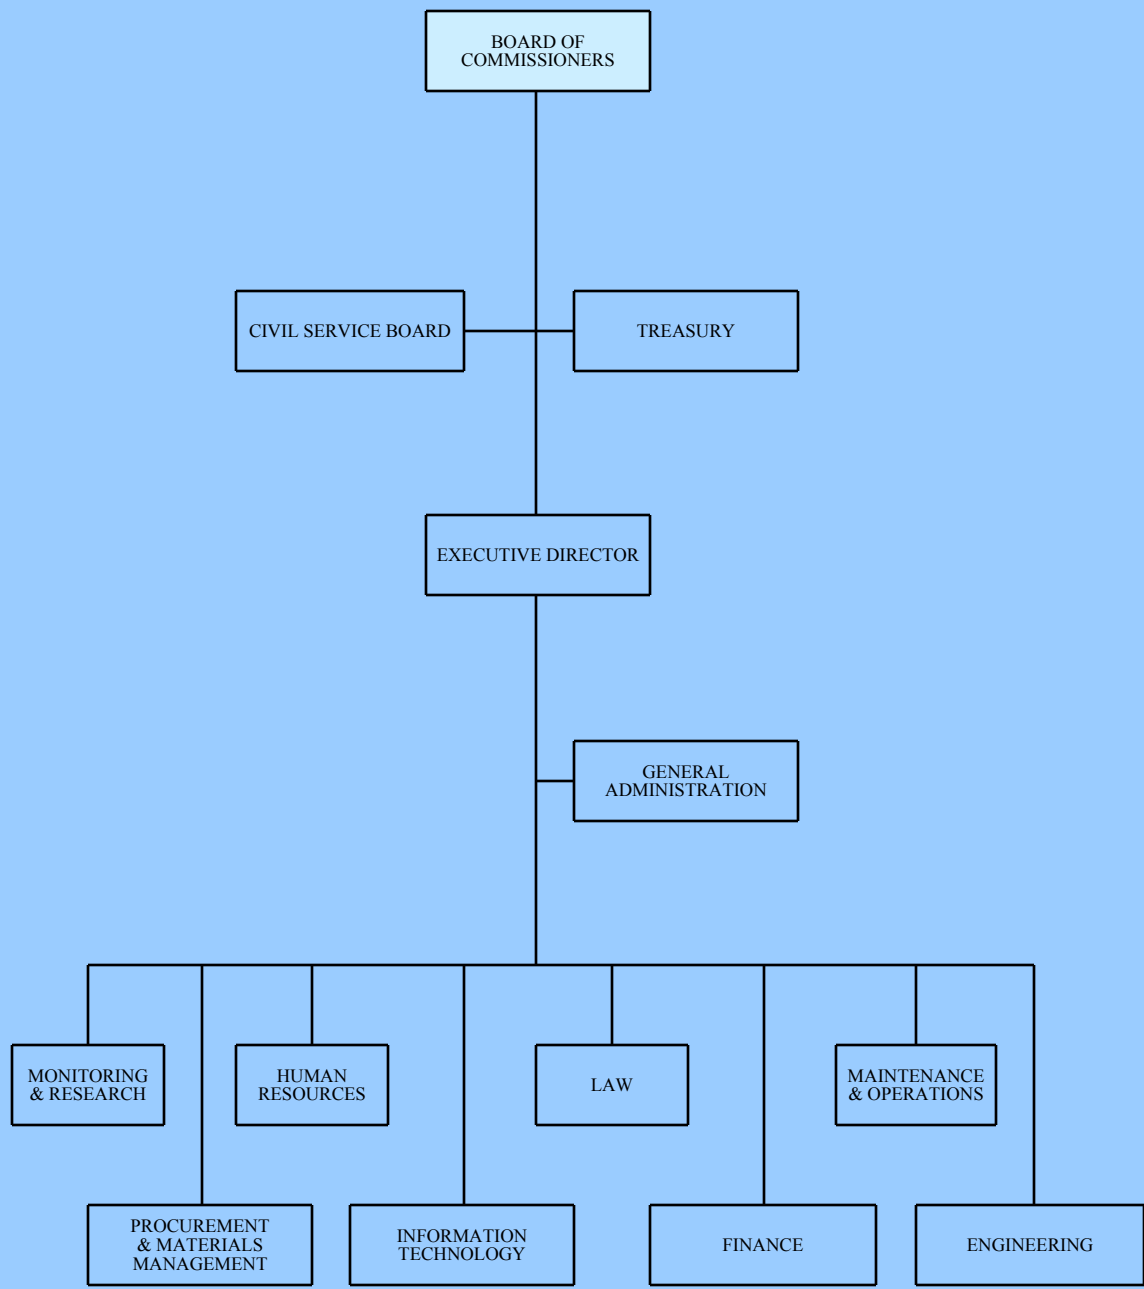 BOARD OF
COMMISSIONERS
CIVIL SERVICE BOARD
TREASURY
EXECUTIVE DIRECTOR
GENERAL
ADMINISTRATION
MONITORING
& RESEARCH
HUMAN
RESOURCES
LAW
MAINTENANCE
& OPERATIONS
PROCUREMENT
& MATERIALS
MANAGEMENT
INFORMATION
TECHNOLOGY
FINANCE
ENGINEERING